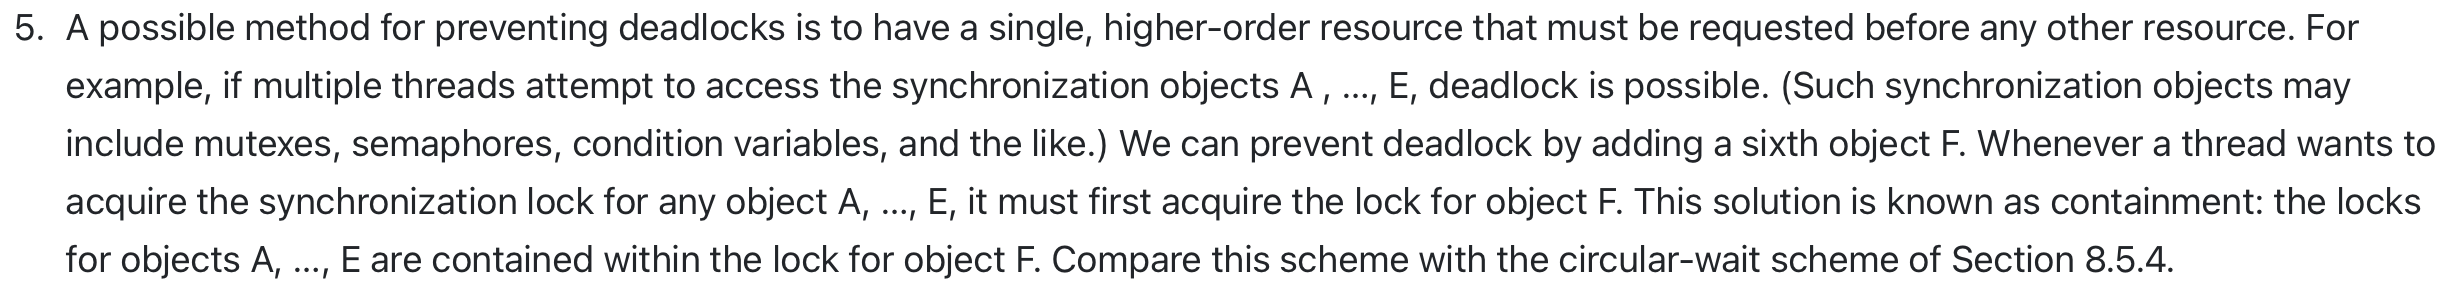 5. A possible method for preventing deadlocks is to have a single, higher-order resource that must be requested before any other resource. For
example, if multiple threads attempt to access the synchronization objects A , ..., E, deadlock is possible. (Such synchronization objects may
include mutexes, semaphores, condition variables, and the like.) We can prevent deadlock by adding a sixth object F. Whenever a thread wants to
acquire the synchronization lock for any object A, ..., E, it must first acquire the lock for object F. This solution is known as containment: the locks
for objects A, ..., E are contained within the lock for object F. Compare this scheme with the circular-wait scheme of Section 8.5.4.